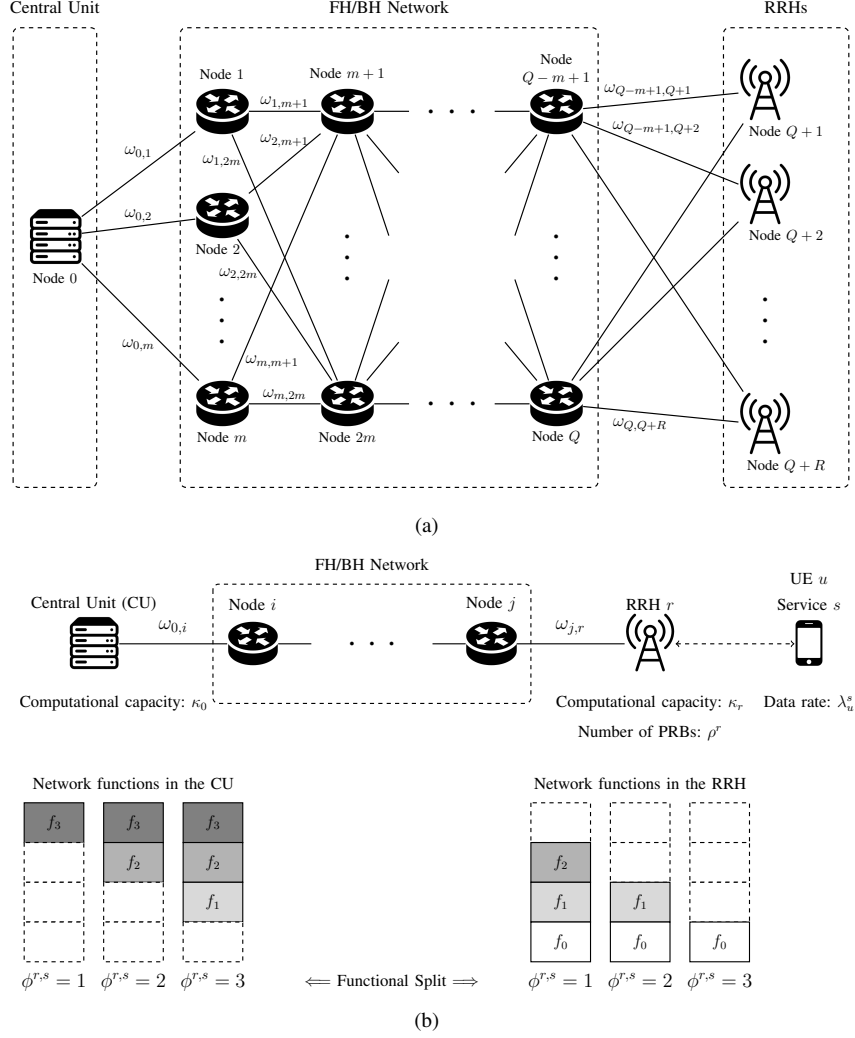 Central Unit
FH/BH Network
RRHs
Node 1
Node m + 1
Node
Q − m + 1
ω_{Q−m+1,Q+1}
ω_{1,m+1}
ω_{2,m+1}
ω_{Q−m+1,Q+2}
Node Q + 1
ω_{0,1}
ω_{1,2m}
ω_{0,2}
Node 2
Node Q + 2
Node 0
ω_{2,2m}
ω_{0,m}
ω_{m,m+1}
ω_{m,2m}
ω_{Q,Q+R}
Node m
Node 2m
Node Q
Node Q + R
(a)
FH/BH Network
UE u
Central Unit (CU)
Node i
Node j
RRH r
Service s
ω_{0,i}
ω_{j,r}
Computational capacity: κ_0
Computational capacity: κ_r
Data rate: λ_u^s
Number of PRBs: ρ^r
Network functions in the CU
Network functions in the RRH
f_3 f_3 f_3
f_2 f_2 f_2
f_1 f_1 f_1
f_0 f_0 f_0
ϕ^{r,s} = 1 ϕ^{r,s} = 2 ϕ^{r,s} = 3
⟸ Functional Split ⟹
ϕ^{r,s} = 1 ϕ^{r,s} = 2 ϕ^{r,s} = 3
(b)